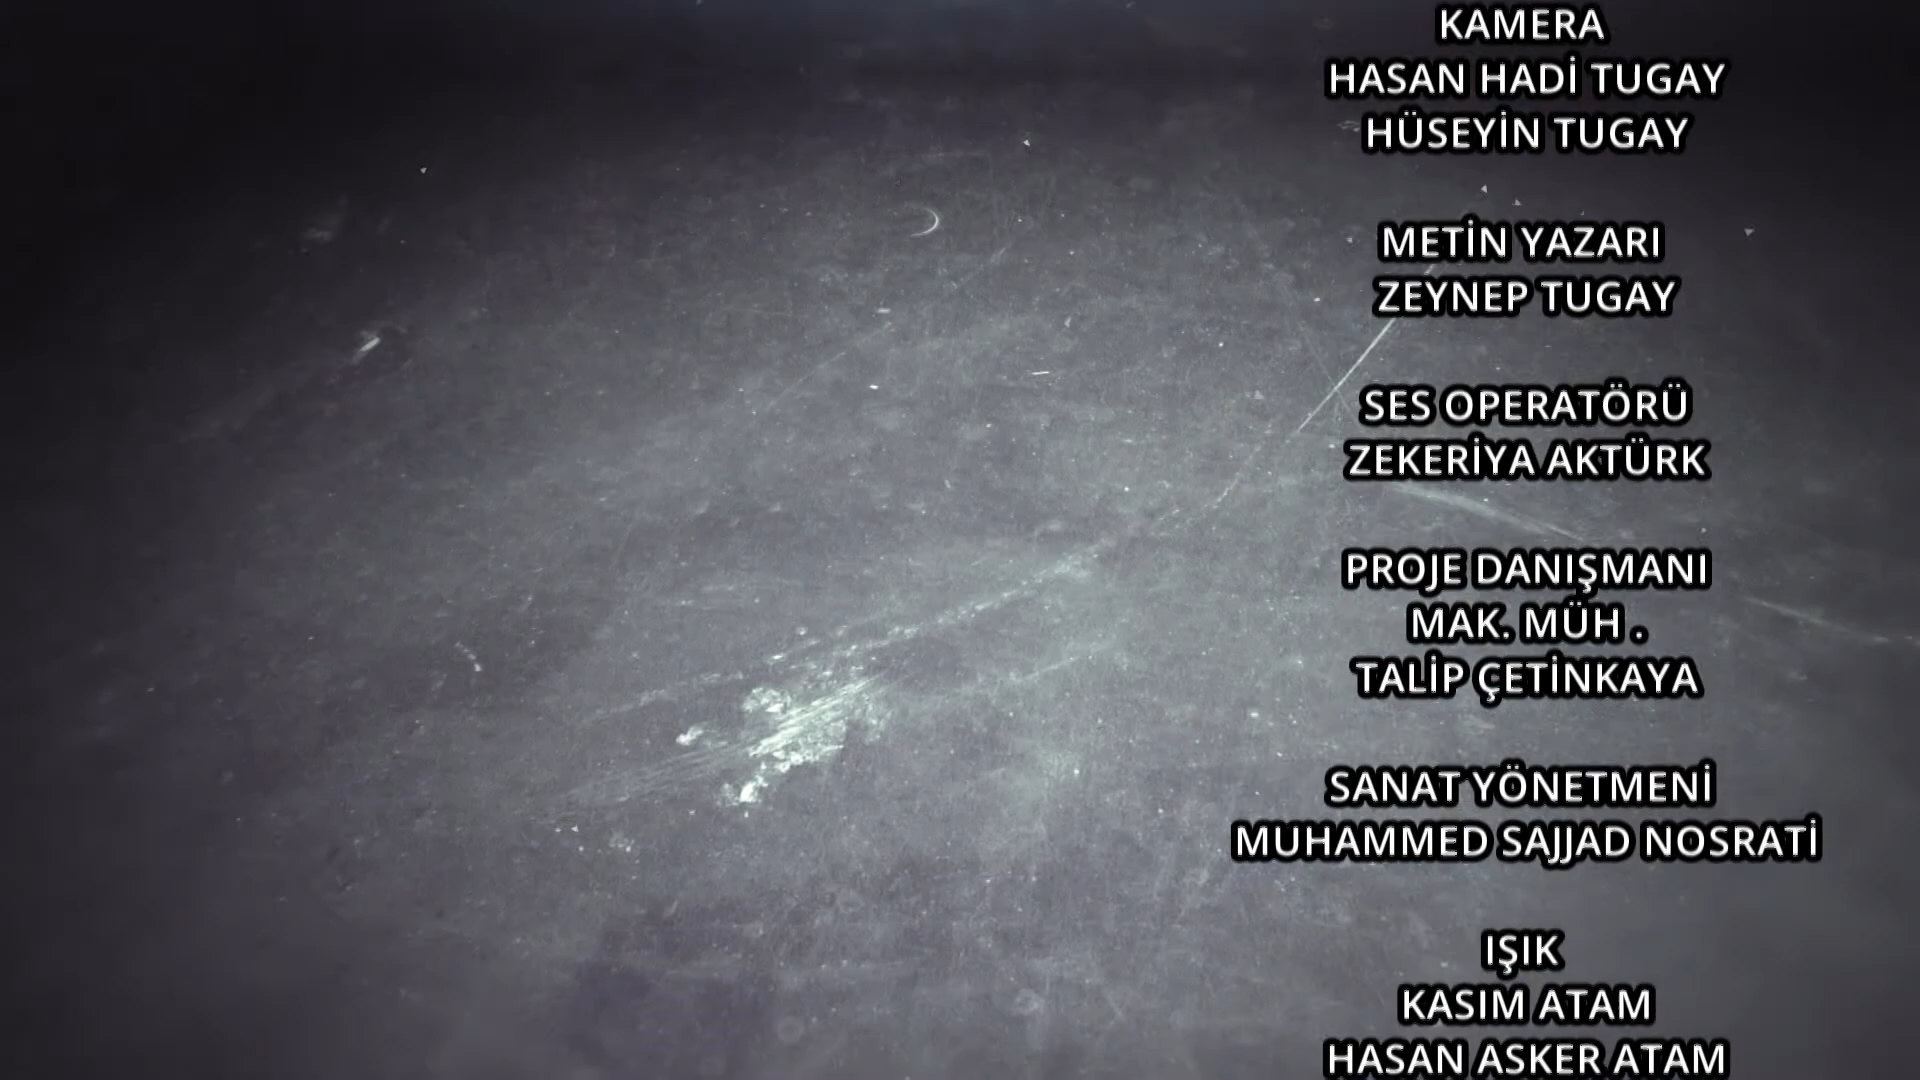 KAMERA
HASAN HADİ TUGAY
HÜSEYİN TUGAY
METİN YAZARI
ZEYNEP TUGAY
SES OPERATÖRÜ
ZEKERİYA AKTÜRK
PROJE DANIŞMANI
MAK. MÜH .
TALİP ÇETİNKAYA
SANAT YÖNETMENİ
MUHAMMED SAJJAD NOSRATİ
IŞIK
KASIM ATAM
HASAN ASKER ATAM